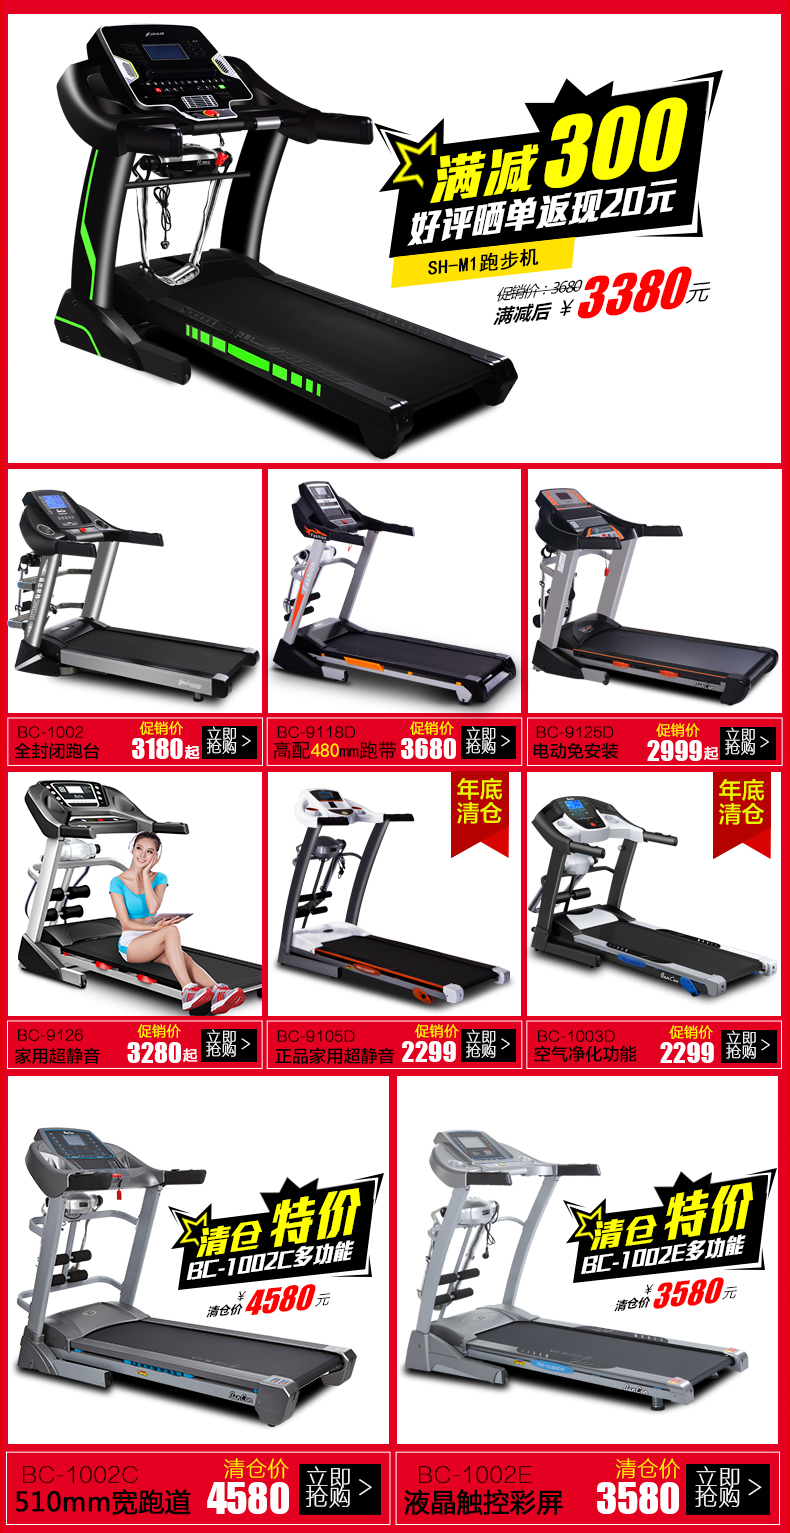 满减300
好评晒单返现20元
SH-M1跑步机
促销价：3680
满减后 ¥3380元
BC-1002
全封闭跑台
促销价
3180起
立即
抢购 >
BC-9118D
高配480mm跑带
促销价
3680
立即
抢购 >
BC-9125D
电动免安装
促销价
2999起
立即
抢购 >
年底
清仓
年底
清仓
BC-9126
家用超静音
促销价
3280起
立即
抢购 >
BC-9105D
正品家用超静音
促销价
2299
立即
抢购 >
BC-1003D
空气净化功能
促销价
2299
立即
抢购 >
清仓 特价
BC-1002C多功能
清仓价 ¥4580元
清仓 特价
BC-1002E多功能
清仓价 ¥3580元
BC-1002C
510mm宽跑道
清仓价
4580
立即
抢购 >
BC-1002E
液晶触控彩屏
清仓价
3580
立即
抢购 >